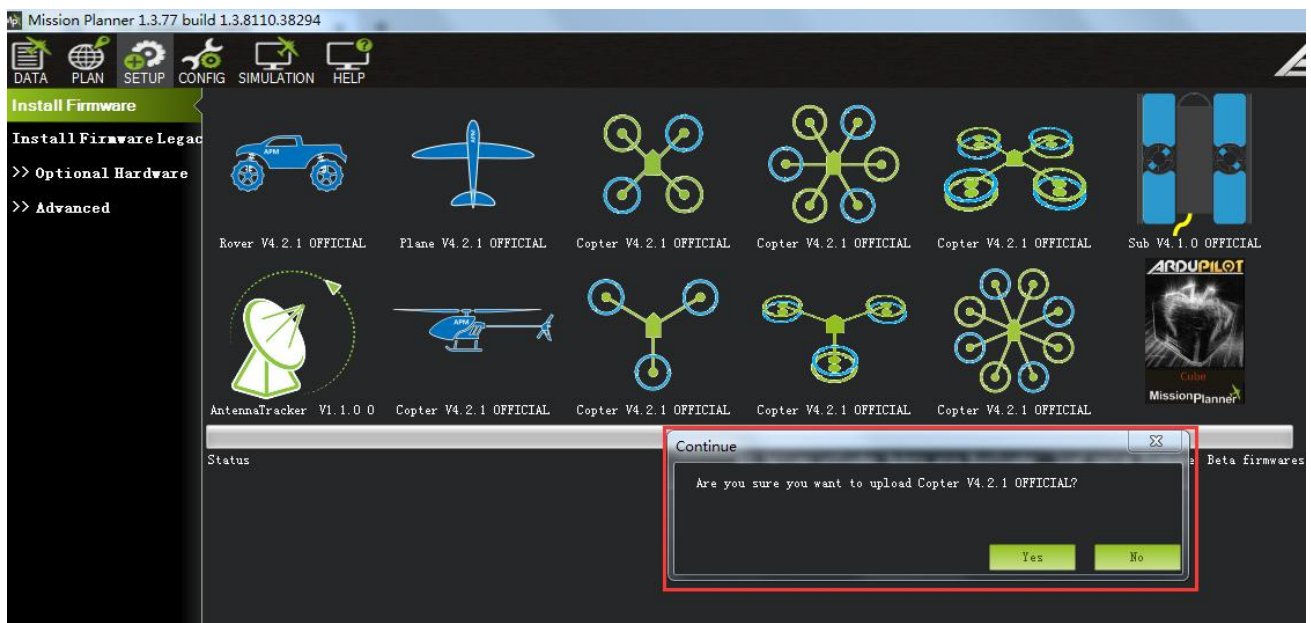 Mission Planner 1.3.77 build 1.3.8110.38294
DATA PLAN SETUP CONFIG SIMULATION HELP
Install Firmware
Install Firmware Legac
>> Optional Hardware
>> Advanced
APM
APM
Rover V4.2.1 OFFICIAL
Plane V4.2.1 OFFICIAL
Copter V4.2.1 OFFICIAL
Copter V4.2.1 OFFICIAL
Copter V4.2.1 OFFICIAL
Sub V4.1.0 OFFICIAL
APM
ARDUPILOT
Cube
MissionPlanner
AntennaTracker V1.1.0 0
Copter V4.2.1 OFFICIAL
Copter V4.2.1 OFFICIAL
Copter V4.2.1 OFFICIAL
Copter V4.2.1 OFFICIAL
Status
Beta firmwares
Continue
Are you sure you want to upload Copter V4.2.1 OFFICIAL?
Yes
No